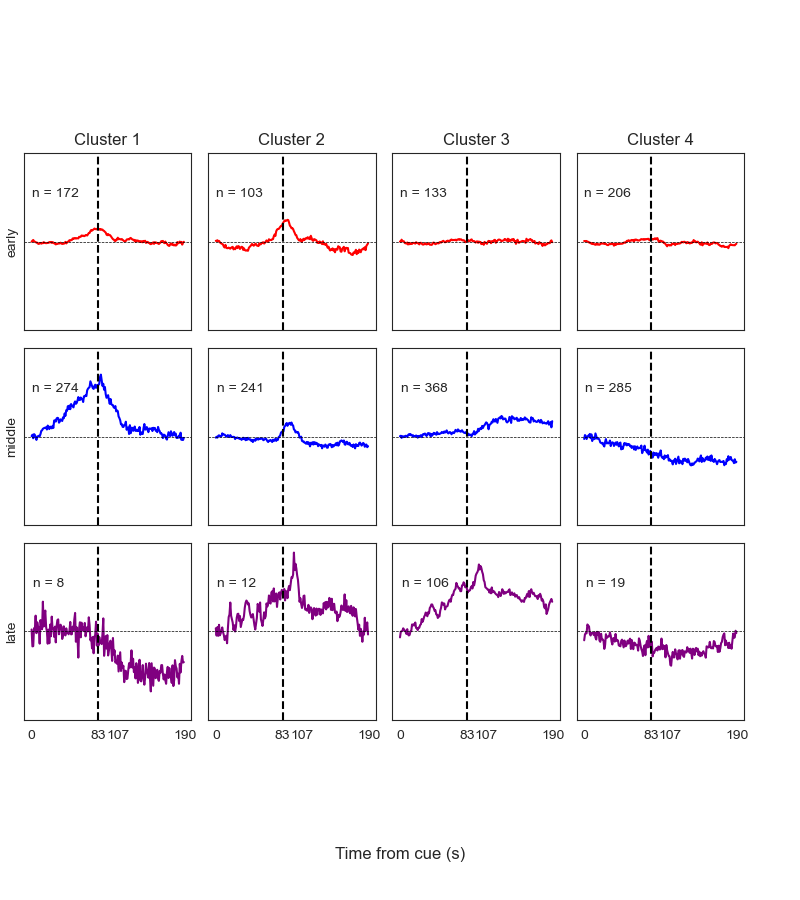 Cluster 1 Cluster 2 Cluster 3 Cluster 4
early
n = 172 n = 103 n = 133 n = 206
middle
n = 274 n = 241 n = 368 n = 285
late
n = 8 n = 12 n = 106 n = 19
0 83 107 190 0 83 107 190 0 83 107 190 0 83 107 190
Time from cue (s)